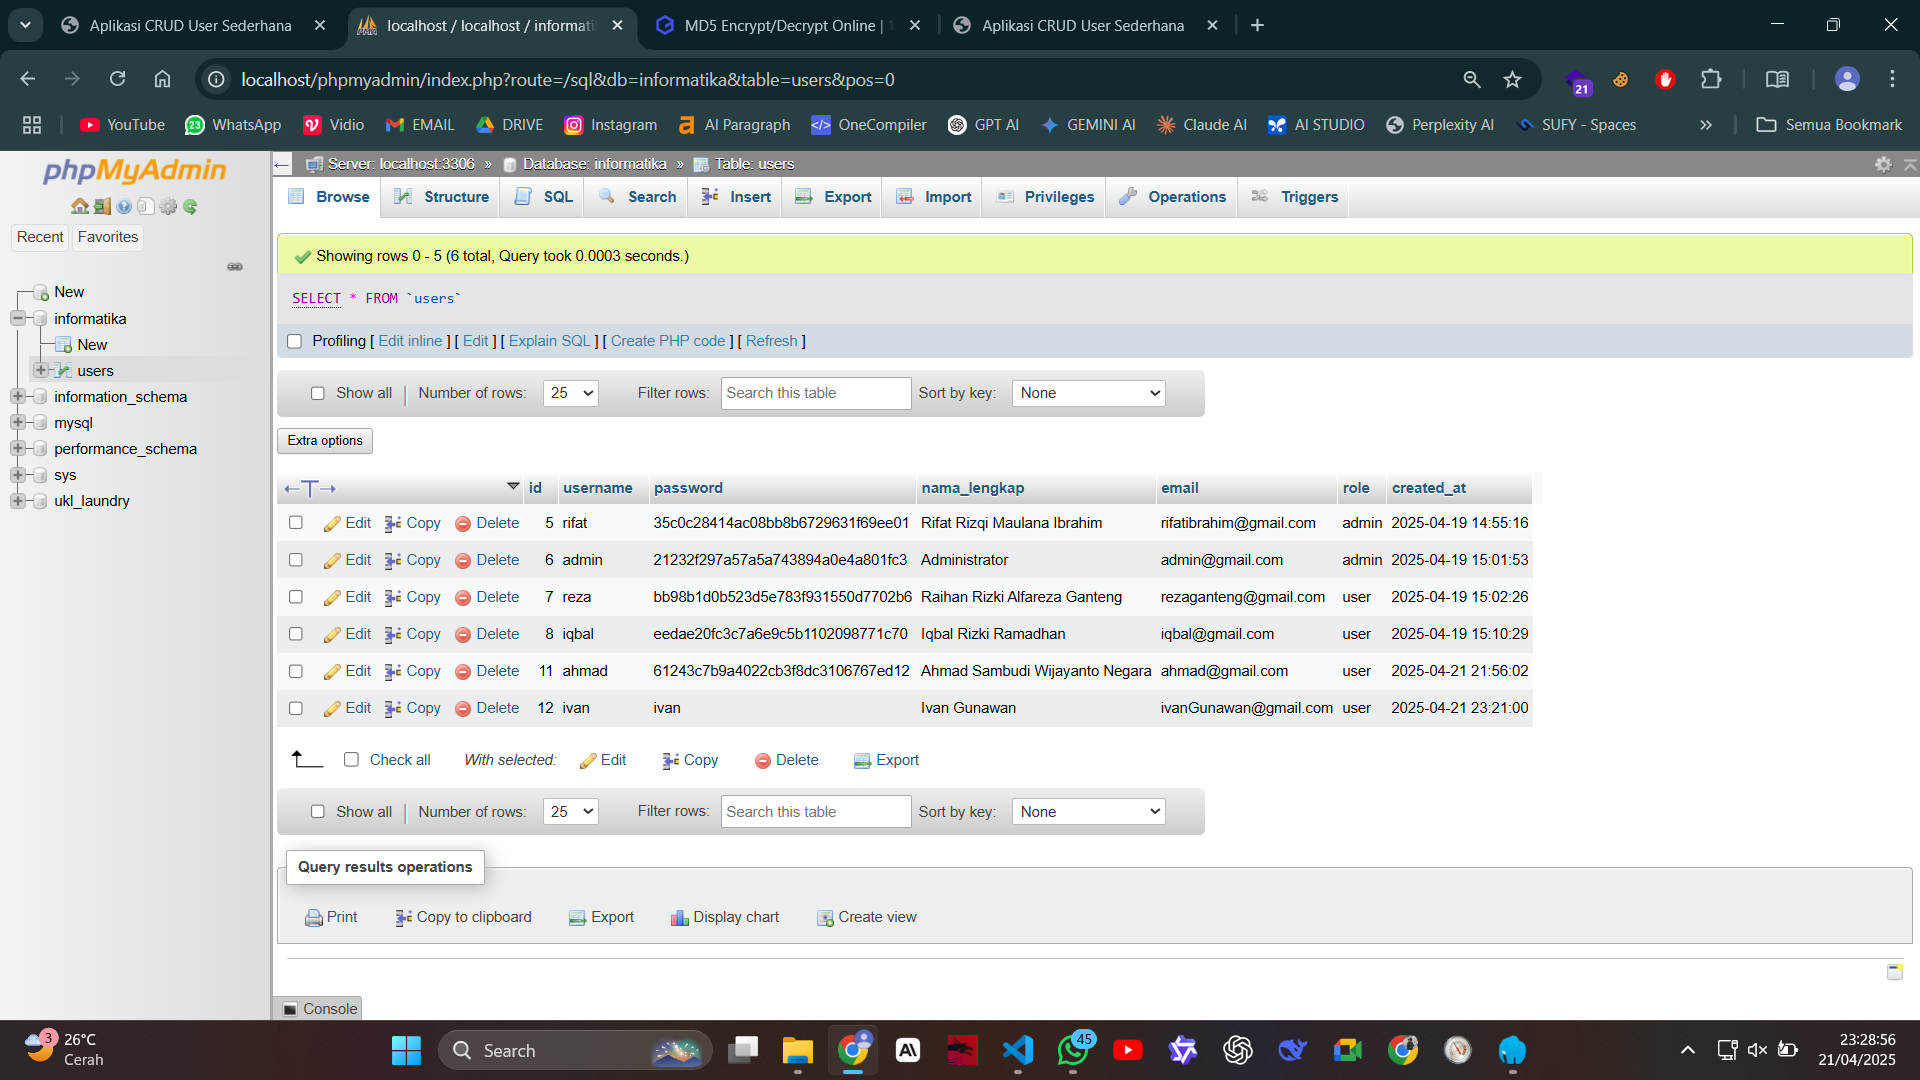 Aplikasi CRUD User Sederhana
localhost / localhost / informati
MD5 Encrypt/Decrypt Online |
Aplikasi CRUD User Sederhana
localhost/phpmyadmin/index.php?route=/sql&db=informatika&table=users&pos=0
21
YouTube
23
WhatsApp
Vidio
EMAIL
DRIVE
Instagram
AI Paragraph
OneCompiler
GPT AI
GEMINI AI
Claude AI
AI STUDIO
Perplexity AI
SUFY - Spaces
»
Semua Bookmark
phpMyAdmin
Recent
Favorites
New
informatika
New
users
information_schema
mysql
performance_schema
sys
ukl_laundry
Server: localhost:3306 » Database: informatika » Table: users
Browse Structure SQL Search Insert Export Import Privileges Operations Triggers
Showing rows 0 - 5 (6 total, Query took 0.0003 seconds.)
SELECT * FROM `users`
Profiling [ Edit inline ] [ Edit ] [ Explain SQL ] [ Create PHP code ] [ Refresh ]
Show all Number of rows: 25 Filter rows: Search this table Sort by key: None
Extra options
id username password nama_lengkap email role created_at
Edit Copy Delete 5 rifat 35c0c28414ac08bb8b6729631f69ee01 Rifat Rizqi Maulana Ibrahim rifatibrahim@gmail.com admin 2025-04-19 14:55:16
Edit Copy Delete 6 admin 21232f297a57a5a743894a0e4a801fc3 Administrator admin@gmail.com admin 2025-04-19 15:01:53
Edit Copy Delete 7 reza bb98b1d0b523d5e783f931550d7702b6 Raihan Rizki Alfareza Ganteng rezaganteng@gmail.com user 2025-04-19 15:02:26
Edit Copy Delete 8 iqbal eedae20fc3c7a6e9c5b1102098771c70 Iqbal Rizki Ramadhan iqbal@gmail.com user 2025-04-19 15:10:29
Edit Copy Delete 11 ahmad 61243c7b9a4022cb3f8dc3106767ed12 Ahmad Sambudi Wijayanto Negara ahmad@gmail.com user 2025-04-21 21:56:02
Edit Copy Delete 12 ivan ivan Ivan Gunawan ivanGunawan@gmail.com user 2025-04-21 23:21:00
Check all With selected: Edit Copy Delete Export
Show all Number of rows: 25 Filter rows: Search this table Sort by key: None
Query results operations
Print Copy to clipboard Export Display chart Create view
Console
3
26°C
Cerah
Search
45
23:28:56
21/04/2025